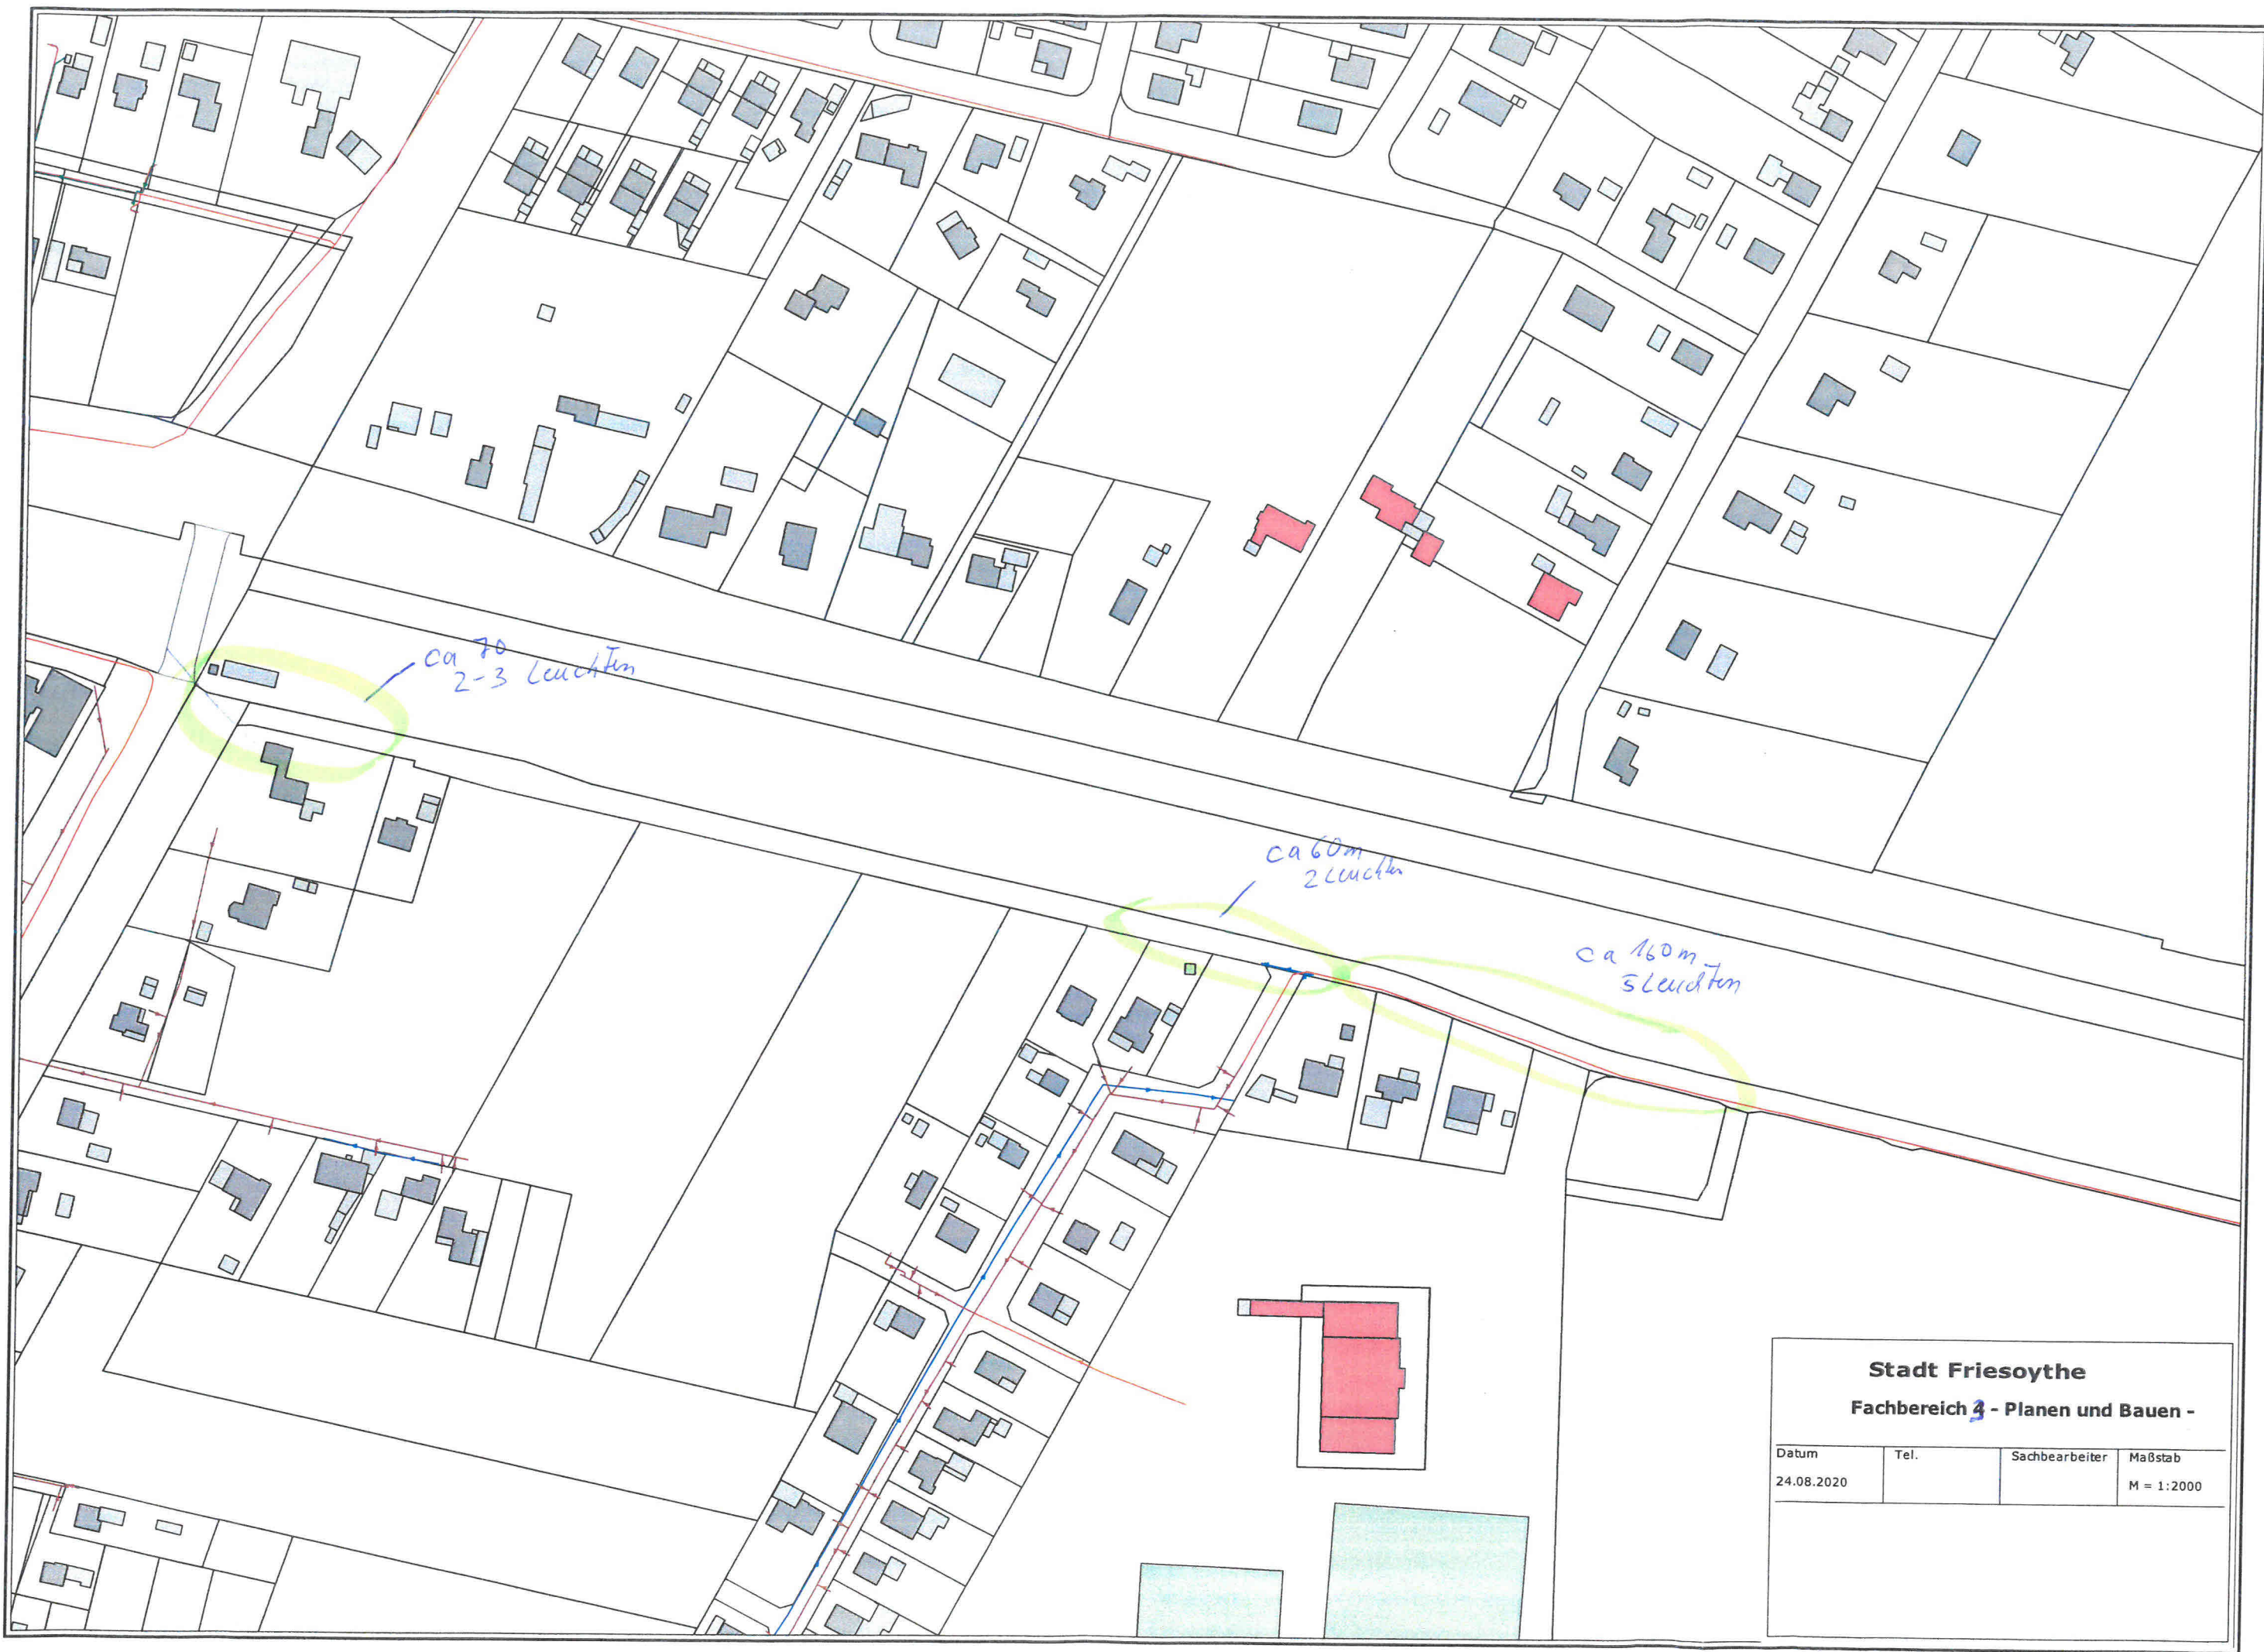 ca 70
2-3 Leuchten
ca 60m
2 Leuchten
ca 160m
5 Leuchten
Stadt Friesoythe
Fachbereich 3 - Planen und Bauen -
Datum Tel. Sachbearbeiter Maßstab
24.08.2020 M = 1:2000